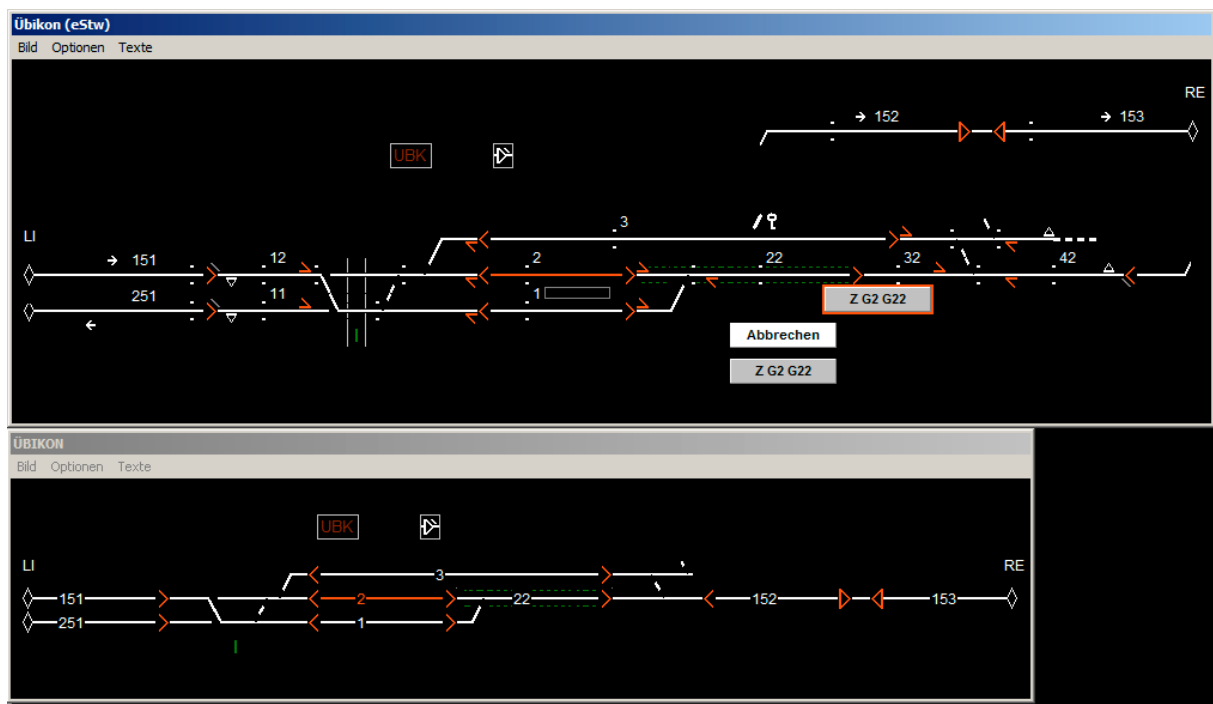 Übikon (eStw)
Bild Optionen Texte
RE
152 153
UBK
3
LI
151 12 2 22 32 42
251 11 1
Z G2 G22
Abbrechen
Z G2 G22
ÜBIKON
Bild Optionen Texte
UBK
LI RE
3
151 2 22 152 153
251 1